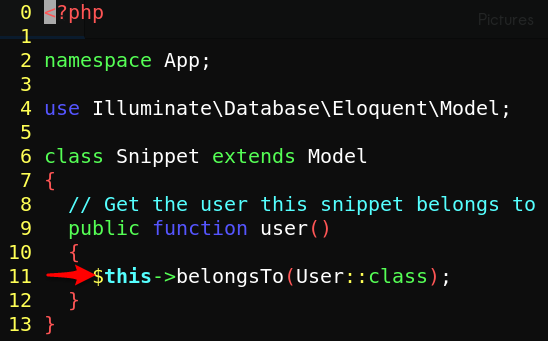 0 <?php
Pictures
1
2 namespace App;
3
4 use Illuminate\Database\Eloquent\Model;
5
6 class Snippet extends Model
7 {
8   // Get the user this snippet belongs to
9   public function user()
10   {
11     $this->belongsTo(User::class);
12   }
13 }